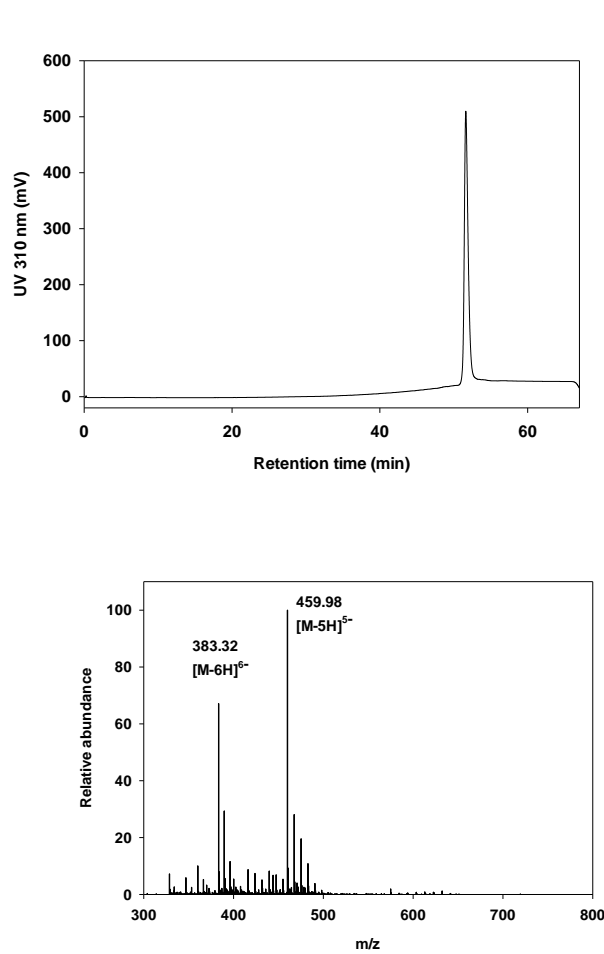 600
500
400
300
200
100
0
UV 310 nm (mV)
0 20 40 60
Retention time (min)
459.98
[M-5H]5-
383.32
[M-6H]6-
100
80
60
40
20
0
Relative abundance
300 400 500 600 700 800
m/z